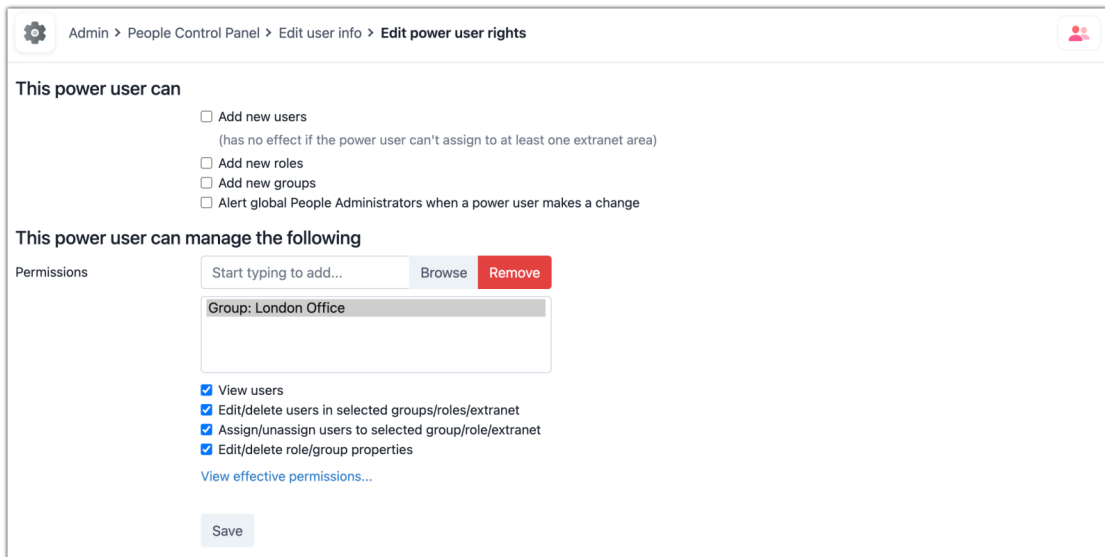 Admin > People Control Panel > Edit user info > Edit power user rights
This power user can
Add new users
(has no effect if the power user can't assign to at least one extranet area)
Add new roles
Add new groups
Alert global People Administrators when a power user makes a change
This power user can manage the following
Permissions
Start typing to add...
Browse
Remove
Group: London Office
View users
Edit/delete users in selected groups/roles/extranet
Assign/unassign users to selected group/role/extranet
Edit/delete role/group properties
View effective permissions...
Save